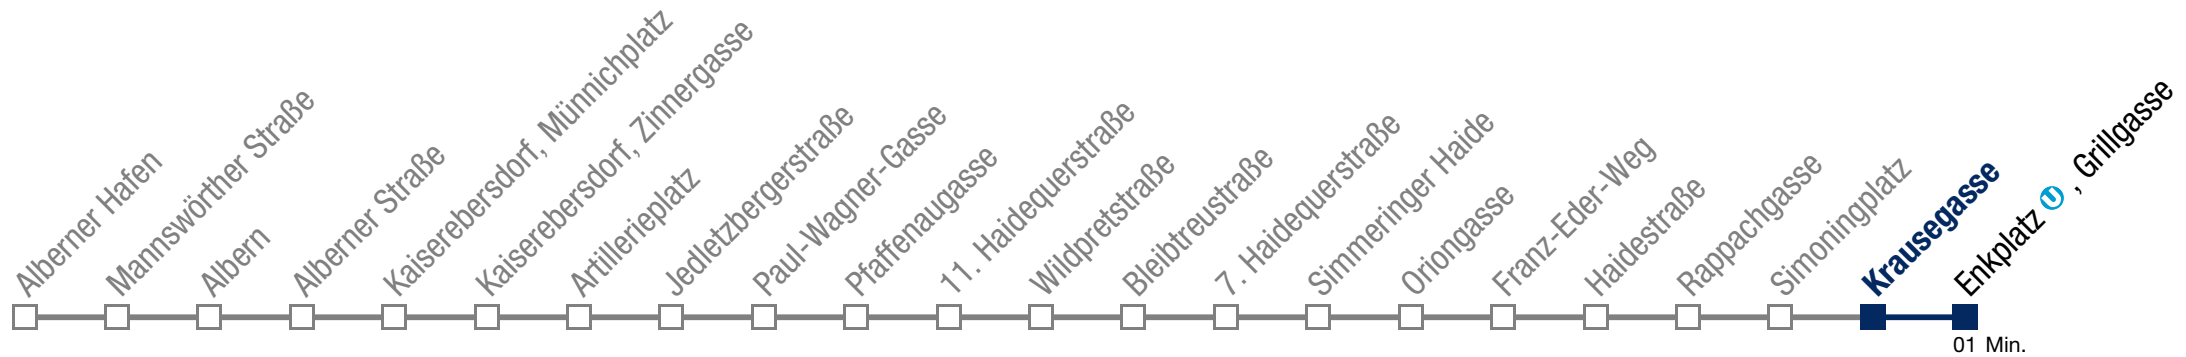 Alberner Hafen
Mannswörther Straße
Albern
Alberner Straße
Kaiserebersdorf, Münnichplatz
Kaiserebersdorf, Zinnergasse
Artillerieplatz
Jedletzbergerstraße
Paul-Wagner-Gasse
Pfaffenaugasse
11. Haidequerstraße
Wildpretstraße
Bleibtreustraße
7. Haidequerstraße
Simmeringer Haide
Oriongasse
Franz-Eder-Weg
Haidestraße
Rappachgasse
Simoningplatz
Krausegasse
Enkplatz U , Grillgasse
01 Min.